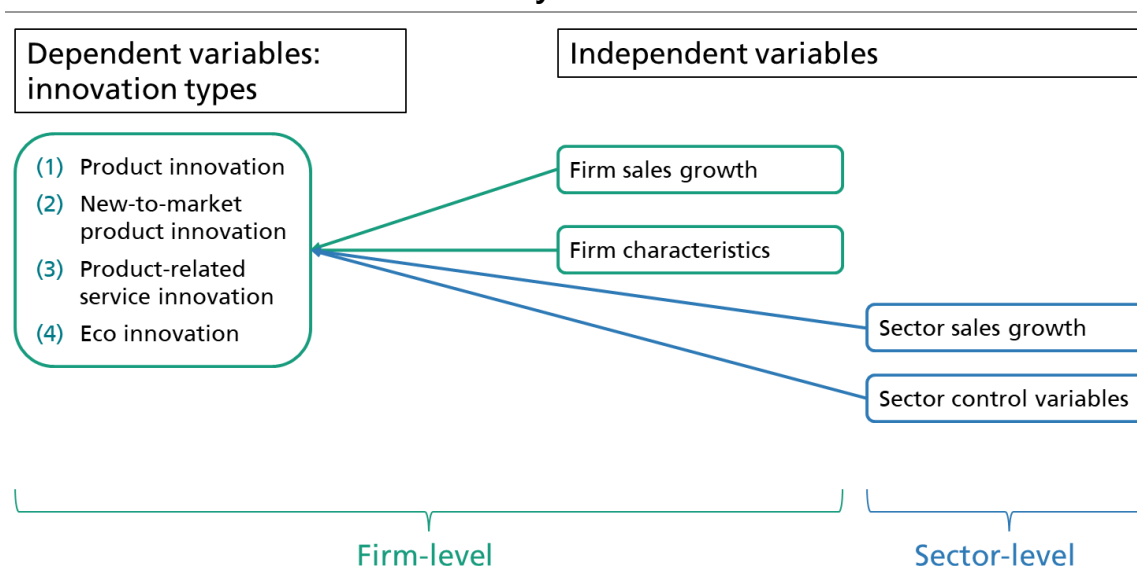 Dependent variables:
innovation types
Independent variables
(1) Product innovation
(2) New-to-market
product innovation
(3) Product-related
service innovation
(4) Eco innovation
Firm sales growth
Firm characteristics
Sector sales growth
Sector control variables
Firm-level
Sector-level